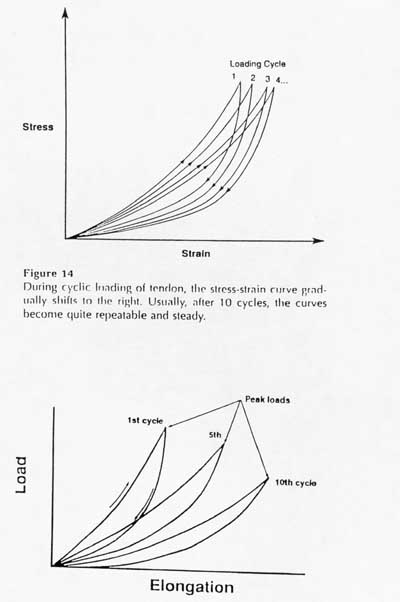 Loading Cycle
1 2 3 4...
Stress
Strain
Figure 14
During cyclic loading of tendon, the stress-strain curve grad-
ually shifts to the right. Usually, after 10 cycles, the curves
become quite repeatable and steady.
Peak loads
1st cycle
5th
10th cycle
Load
Elongation